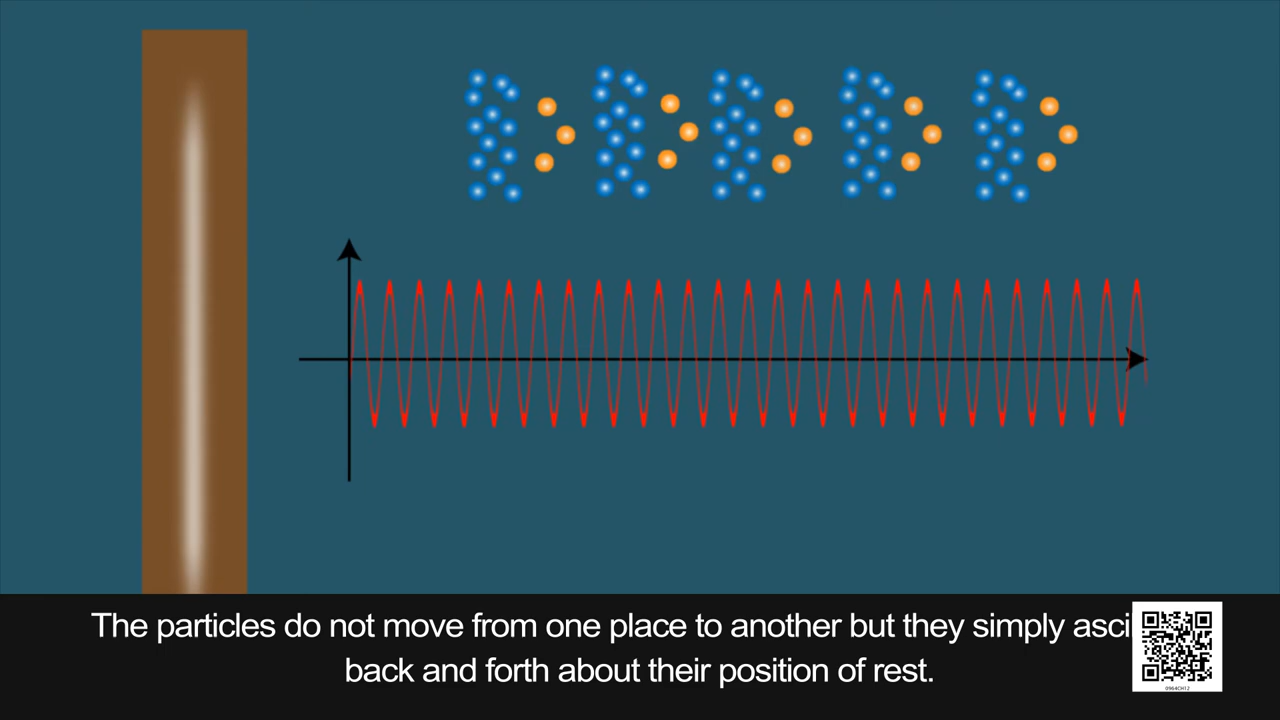 The particles do not move from one place to another but they simply asci
back and forth about their position of rest.
0964CH12